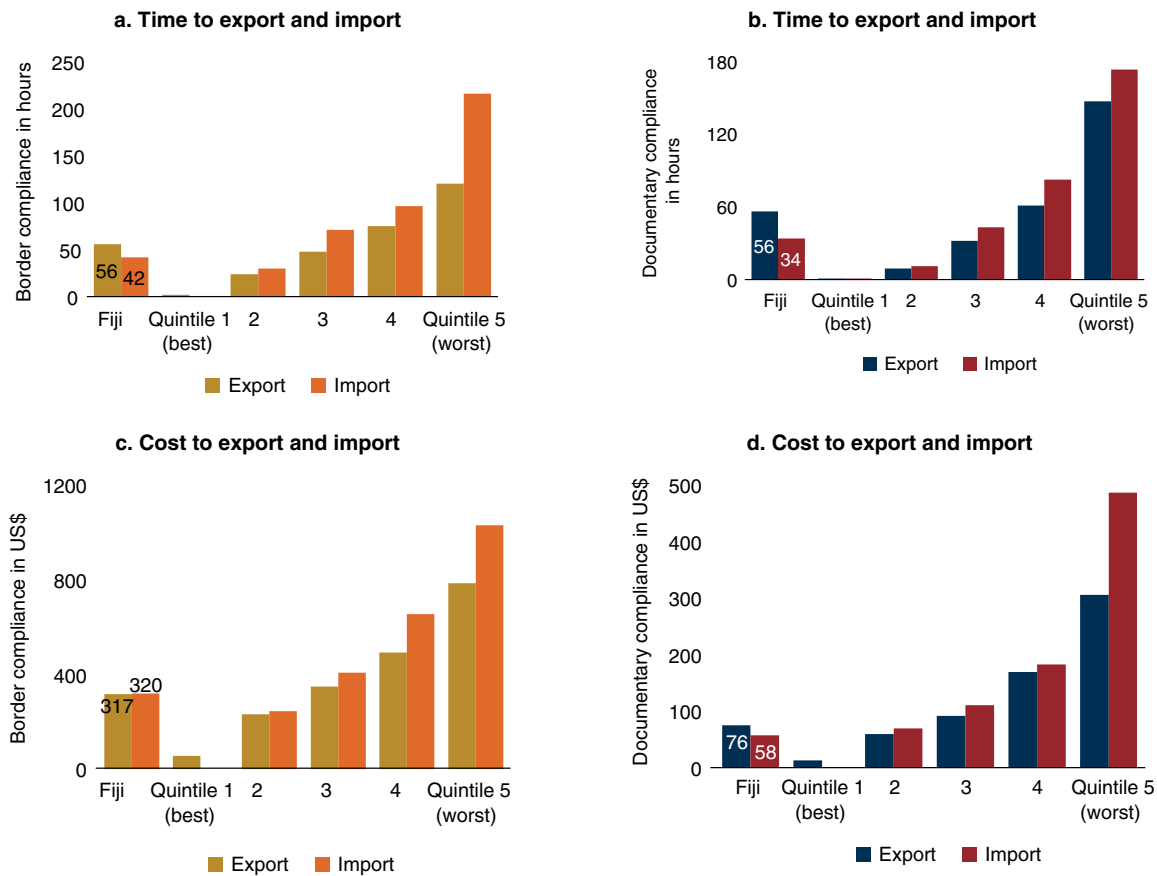 a. Time to export and import
Border compliance in hours
250
200
150
100
50
0
56
42
Fiji
Quintile 1
(best)
2
3
4
Quintile 5
(worst)
Export
Import
b. Time to export and import
Documentary compliance
in hours
180
120
60
0
56
34
Fiji
Quintile 1
(best)
2
3
4
Quintile 5
(worst)
Export
Import
c. Cost to export and import
Border compliance in US$
1200
800
400
0
317
320
Fiji
Quintile 1
(best)
2
3
4
Quintile 5
(worst)
Export
Import
d. Cost to export and import
Documentary compliance in US$
500
400
300
200
100
0
76
58
Fiji
Quintile 1
(best)
2
3
4
Quintile 5
(worst)
Export
Import